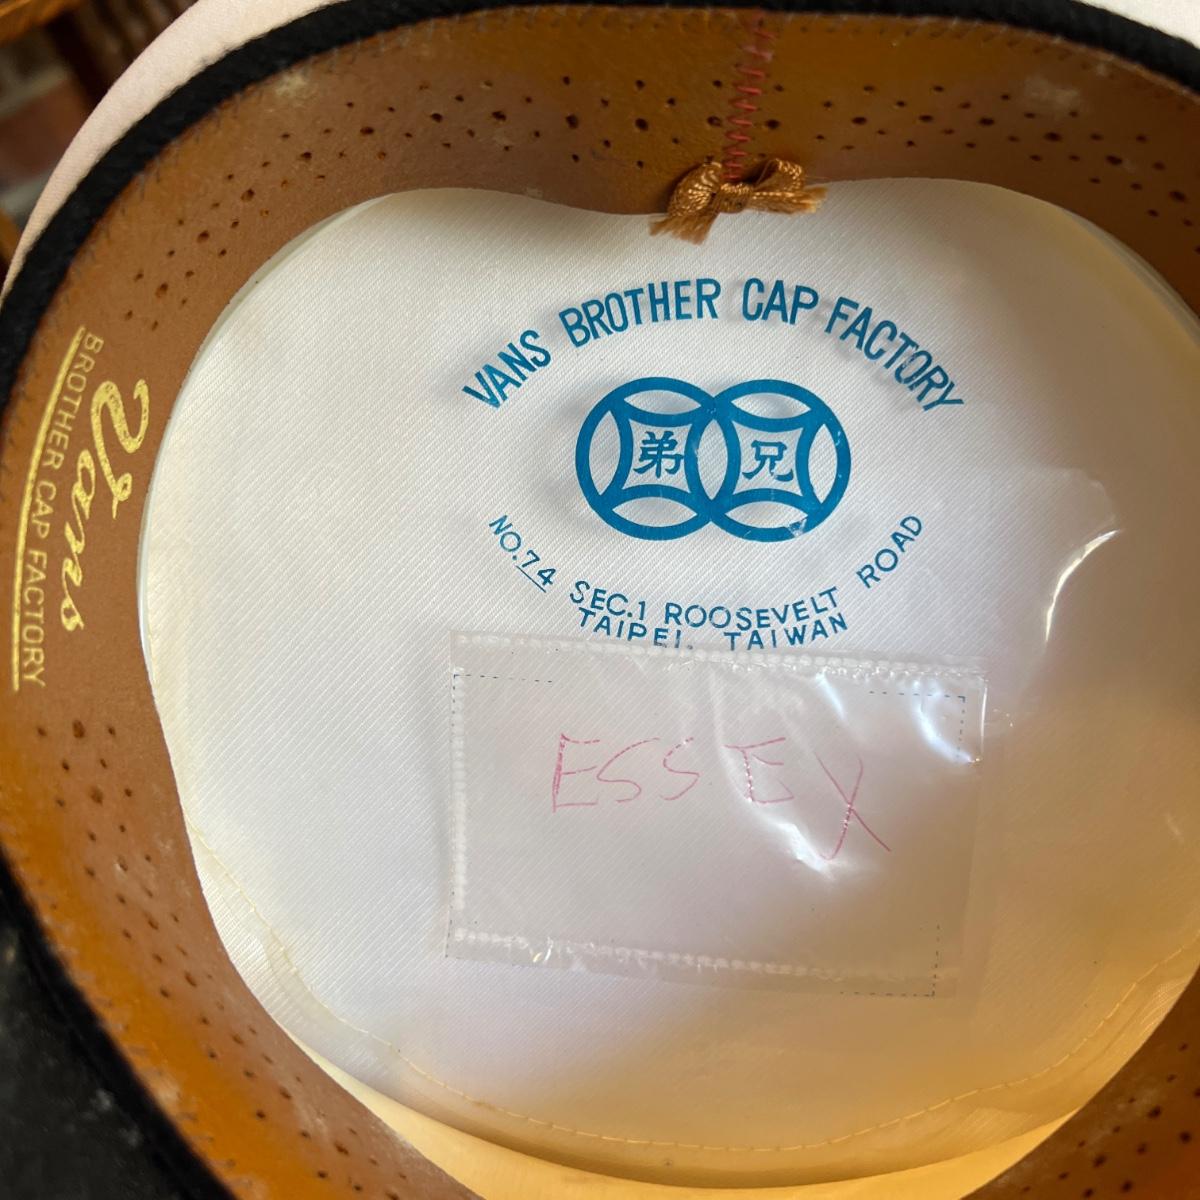 VANS BROTHER CAP FACTORY
弟 兄
NO.74 SEC.1 ROOSEVELT ROAD
TAIPEI, TAIWAN
ESSEX
Vans
BROTHER CAP FACTORY